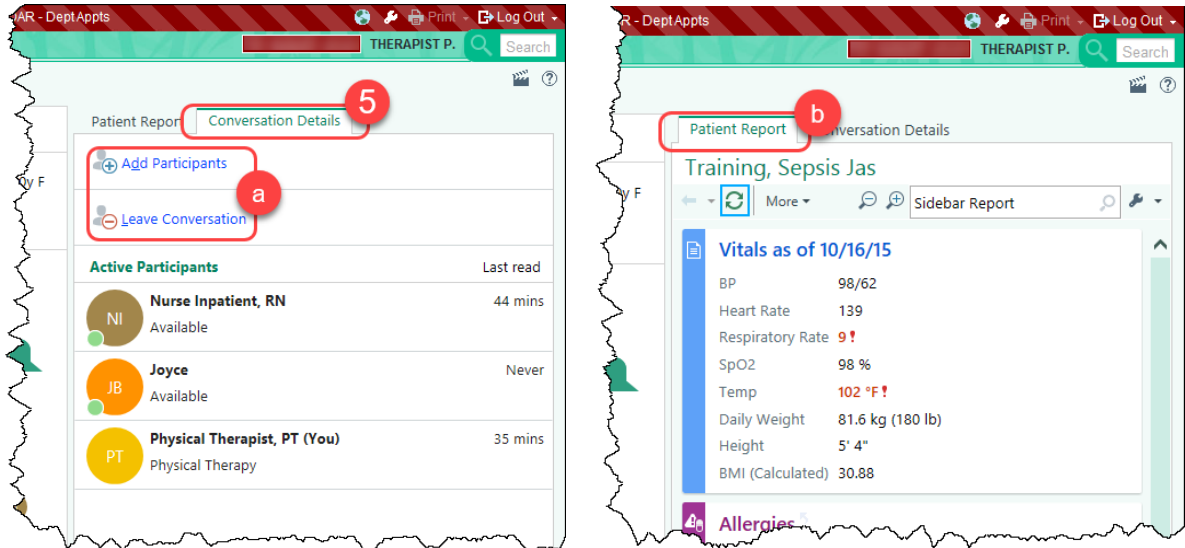 AR - Dept Appts
Print
Log Out
THERAPIST P.
Search
5
Patient Report
Conversation Details
Add Participants
a
Leave Conversation
Active Participants
Last read
NI
Nurse Inpatient, RN
44 mins
Available
JB
Joyce
Never
Available
PT
Physical Therapist, PT (You)
35 mins
Physical Therapy
R - Dept Appts
Print
Log Out
THERAPIST P.
Search
b
Patient Report
nversation Details
Training, Sepsis Jas
More
Sidebar Report
Vitals as of 10/16/15
BP 98/62
Heart Rate 139
Respiratory Rate 9 !
SpO2 98 %
Temp 102 °F !
Daily Weight 81.6 kg (180 lb)
Height 5' 4"
BMI (Calculated) 30.88
Allergies